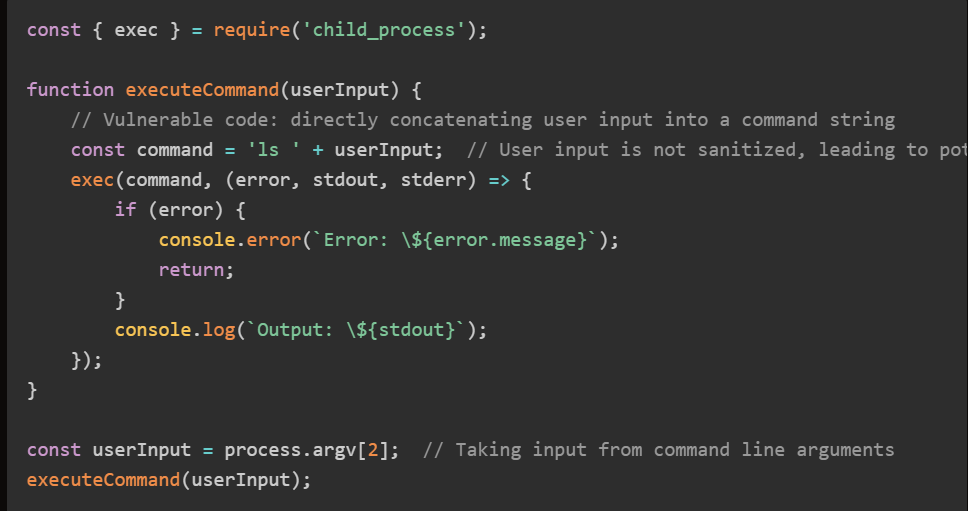 const { exec } = require('child_process');
function executeCommand(userInput) {
// Vulnerable code: directly concatenating user input into a command string
const command = 'ls ' + userInput;  // User input is not sanitized, leading to
exec(command, (error, stdout, stderr) => {
if (error) {
console.error(`Error: \${error.message}`);
return;
}
console.log(`Output: \${stdout}`);
});
}
const userInput = process.argv[2];  // Taking input from command line arguments
executeCommand(userInput);